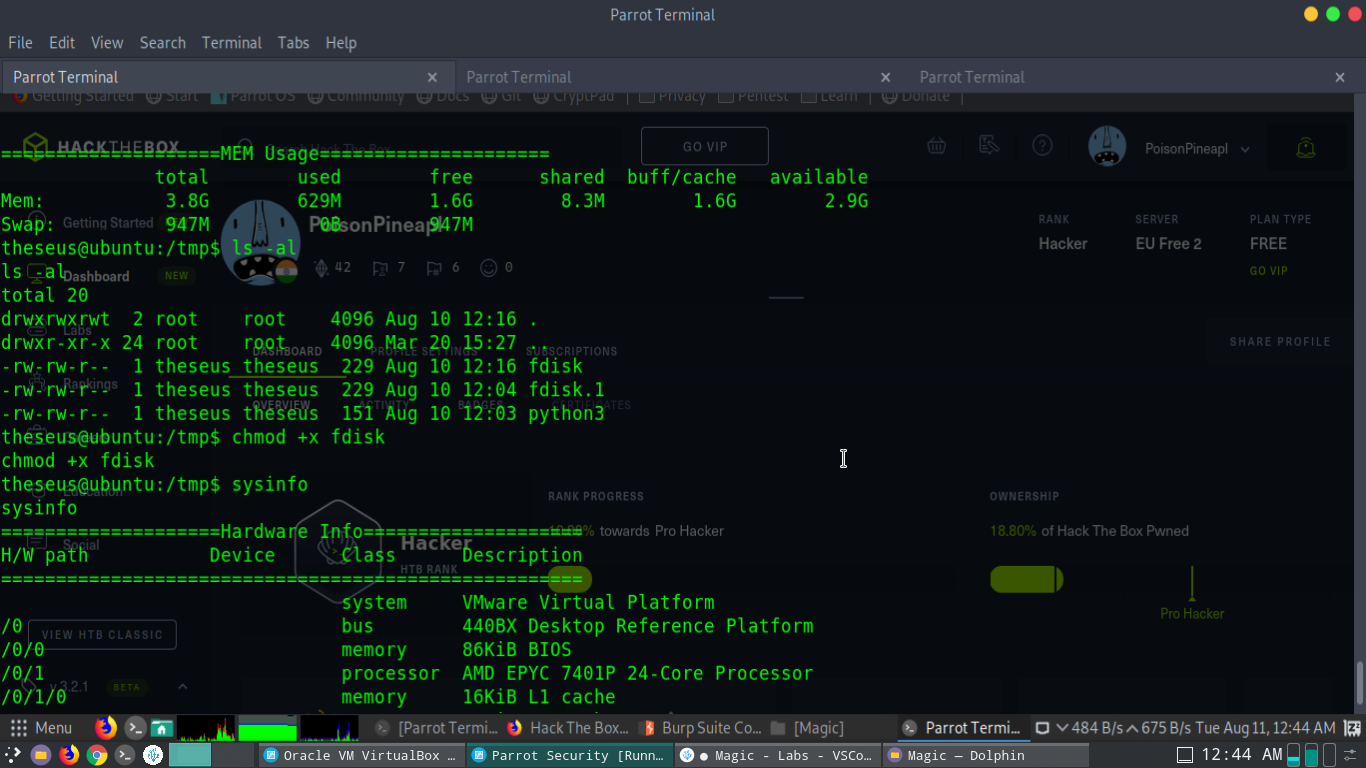 Parrot Terminal
File Edit View Search Terminal Tabs Help
Parrot Terminal × Parrot Terminal × Parrot Terminal ×
Getting Started Start Parrot OS Community Docs Git CryptPad Privacy Pentest Learn Donate
HACKTHEBOX GO VIP PoisonPineapl
====================MEM Usage=====================
total used free shared buff/cache available
Mem: 3.8G 629M 1.6G 8.3M 1.6G 2.9G
Swap: 947M 0B 947M
Getting Started PoisonPineapl
RANK SERVER PLAN TYPE
Hacker EU Free 2 FREE
GO VIP
theseus@ubuntu:/tmp$ ls -al
ls -al
Dashboard NEW 42 7 6 0
total 20
drwxrwxrwt 2 root root 4096 Aug 10 12:16 .
Labs
drwxr-xr-x 24 root root 4096 Mar 20 15:27 ..
DASHBOARD PROFILE SETTINGS SUBSCRIPTIONS
SHARE PROFILE
-rw-rw-r-- 1 theseus theseus 229 Aug 10 12:16 fdisk
Rankings
-rw-rw-r-- 1 theseus theseus 229 Aug 10 12:04 fdisk.1
OVERVIEW ACTIVITY BADGES CERTIFICATES
-rw-rw-r-- 1 theseus theseus 151 Aug 10 12:03 python3
theseus@ubuntu:/tmp$ chmod +x fdisk
chmod +x fdisk
theseus@ubuntu:/tmp$ sysinfo
Education
sysinfo
RANK PROGRESS OWNERSHIP
towards Pro Hacker 18.80% of Hack The Box Pwned
====================Hardware Info====================
Social
Hacker
HTB RANK
H/W path Device Class Description
=====================================================
system VMware Virtual Platform
Pro Hacker
/0 bus 440BX Desktop Reference Platform
VIEW HTB CLASSIC
/0/0 memory 86KiB BIOS
/0/1 processor AMD EPYC 7401P 24-Core Processor
v 3.2.1 BETA
/0/1/0 memory 16KiB L1 cache
Menu [Parrot Termi... Hack The Box... Burp Suite Co... [Magic] Parrot Termi... 484 B/s 675 B/s Tue Aug 11, 12:44 AM
Oracle VM VirtualBox ... Parrot Security [Runn... ● Magic - Labs - VSCo... Magic — Dolphin 12:44 AM